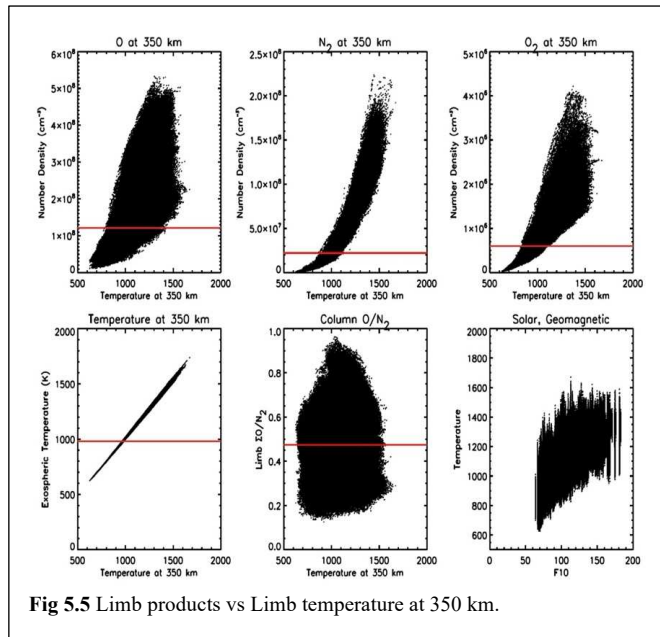 O at 350 km
6×10⁸
5×10⁸
4×10⁸
3×10⁸
2×10⁸
1×10⁸
0
Number Density (cm⁻³)
500 1000 1500 2000
Temperature at 350 km
N₂ at 350 km
2.5×10⁸
2.0×10⁸
1.5×10⁸
1.0×10⁸
5.0×10⁷
0
Number Density (cm⁻³)
500 1000 1500 2000
Temperature at 350 km
O₂ at 350 km
5×10⁶
4×10⁶
3×10⁶
2×10⁶
1×10⁶
0
Number Density (cm⁻³)
500 1000 1500 2000
Temperature at 350 km
Temperature at 350 km
2000
1500
1000
500
0
Exospheric Temperature (K)
500 1000 1500 2000
Temperature at 350 km
Column O/N₂
1.0
0.8
0.6
0.4
0.2
0.0
Limb ΣO/N₂
500 1000 1500 2000
Temperature at 350 km
Solar, Geomagnetic
2000
1800
1600
1400
1200
1000
800
600
Temperature
0 50 100 150 200
F10
Fig 5.5 Limb products vs Limb temperature at 350 km.